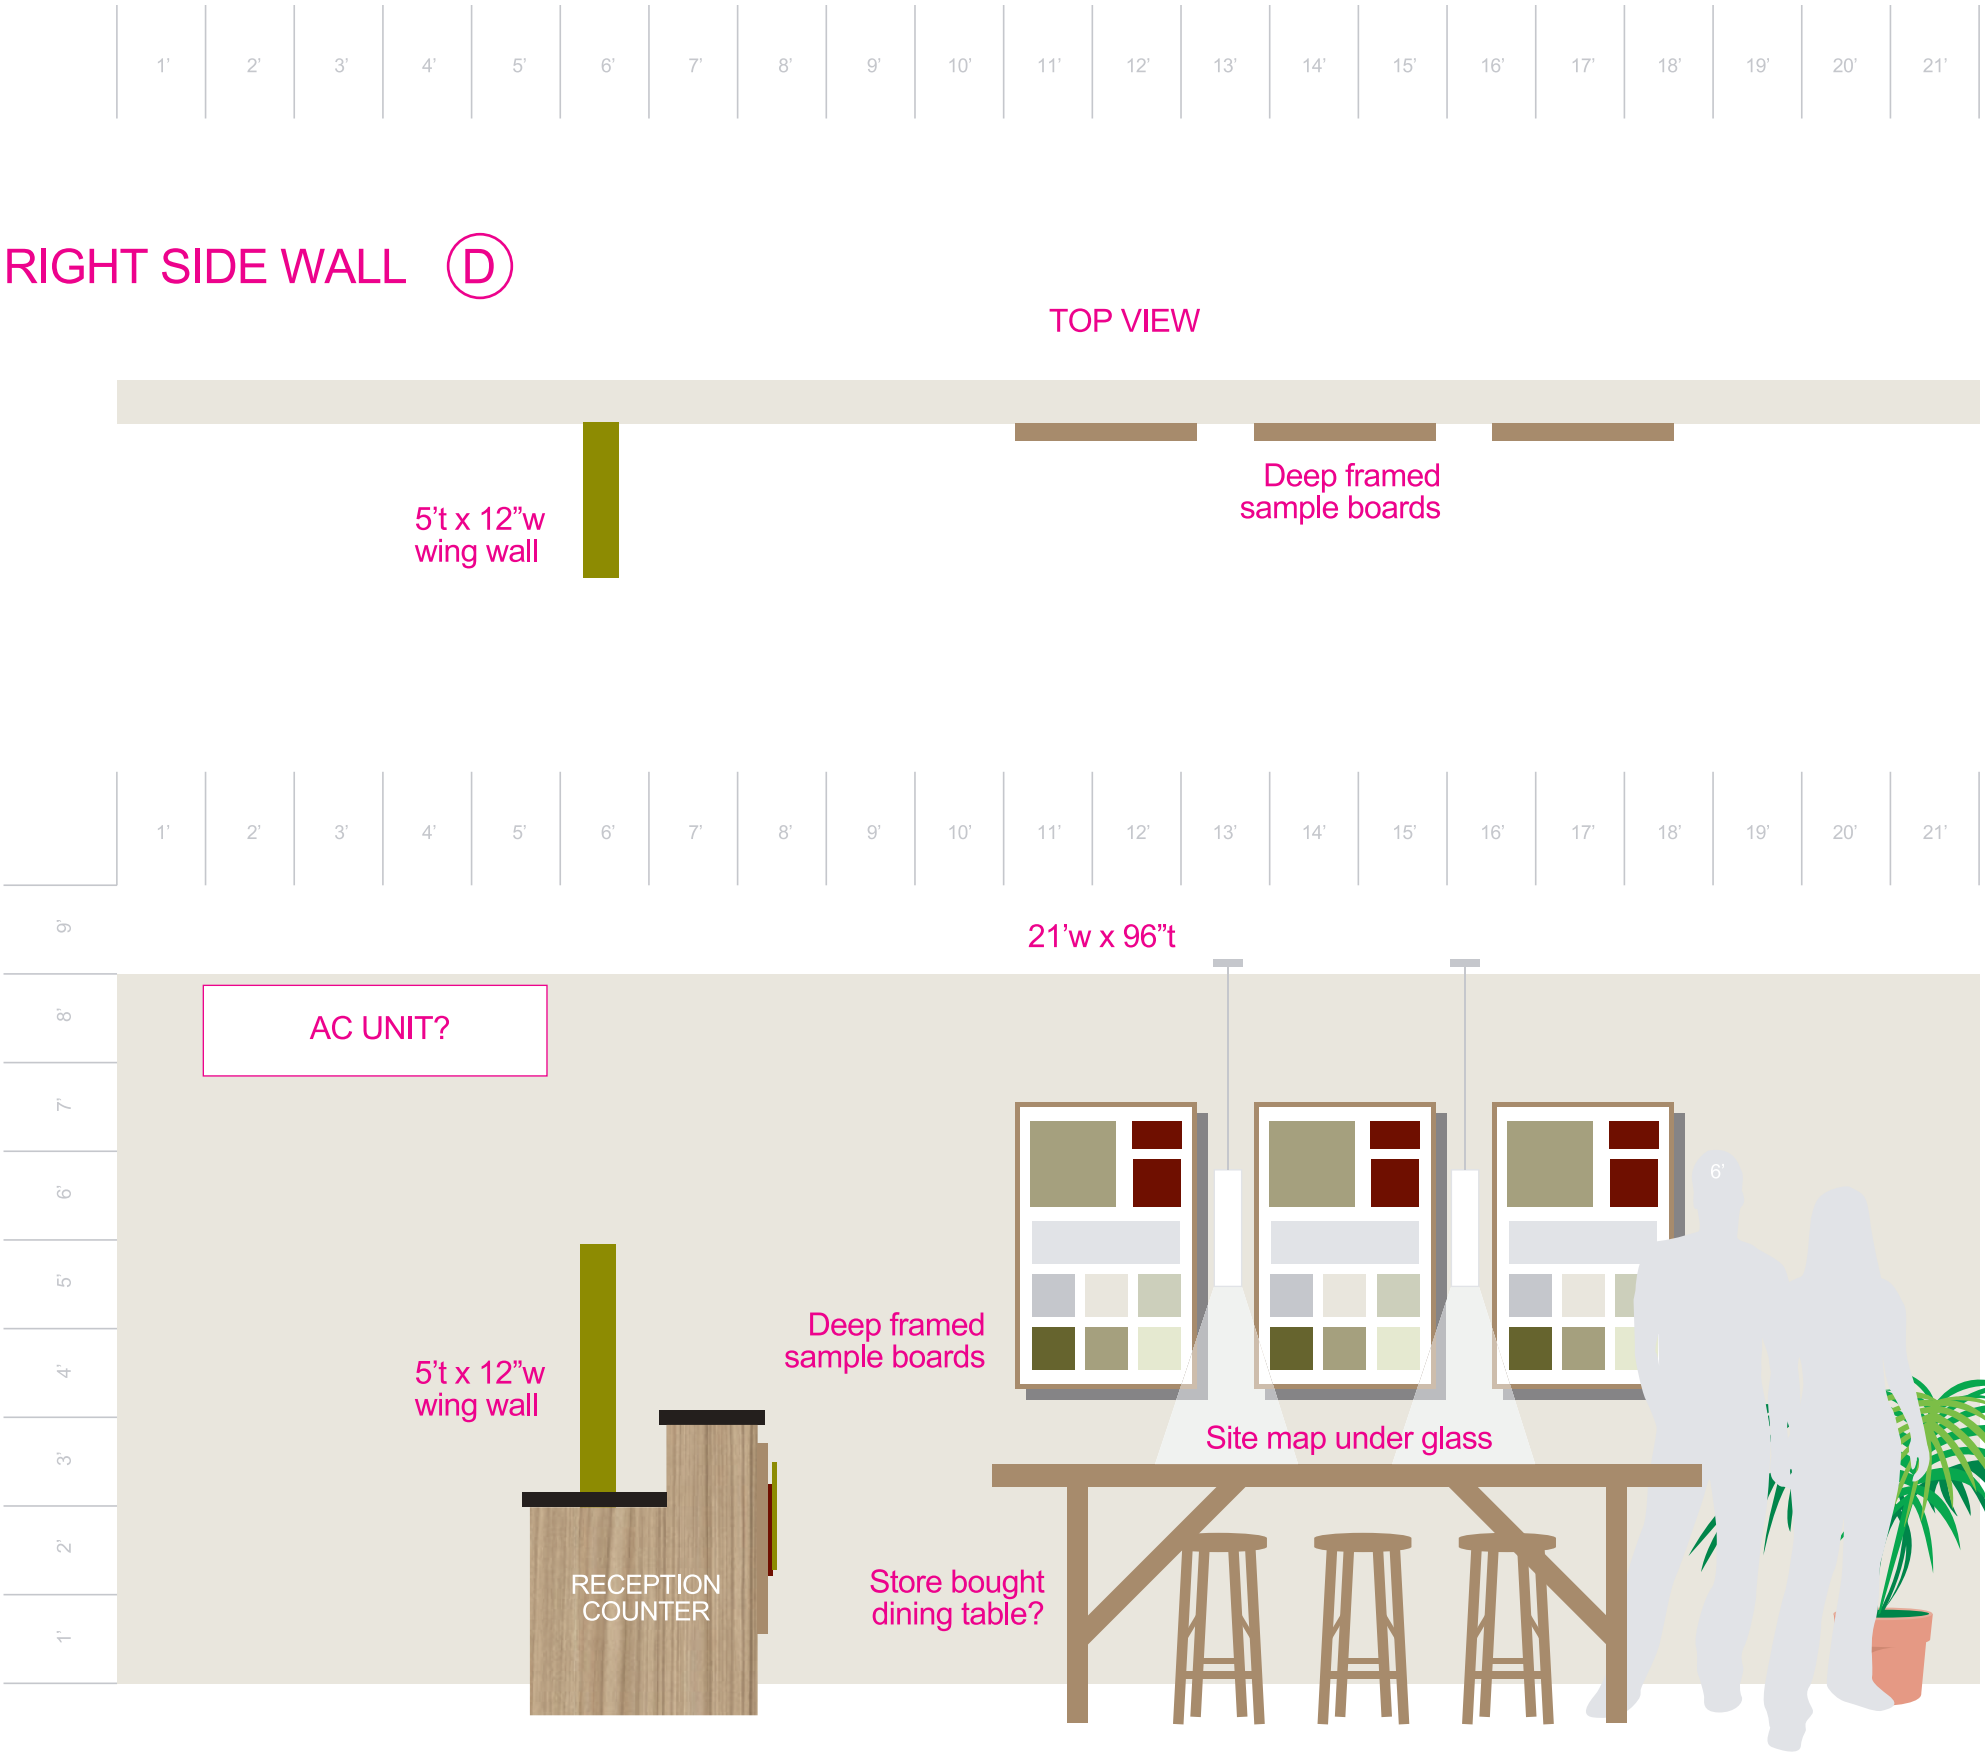 1' 2' 3' 4' 5' 6' 7' 8' 9' 10' 11' 12' 13' 14' 15' 16' 17' 18' 19' 20' 21'
RIGHT SIDE WALL D
TOP VIEW
Deep framed
sample boards
5’t x 12”w
wing wall
1' 2' 3' 4' 5' 6' 7' 8' 9' 10' 11' 12' 13' 14' 15' 16' 17' 18' 19' 20' 21'
9'
8'
7'
6'
5'
4'
3'
2'
1'
21’w x 96”t
AC UNIT?
6'
Deep framed
sample boards
5’t x 12”w
wing wall
Site map under glass
RECEPTION
COUNTER
Store bought
dining table?